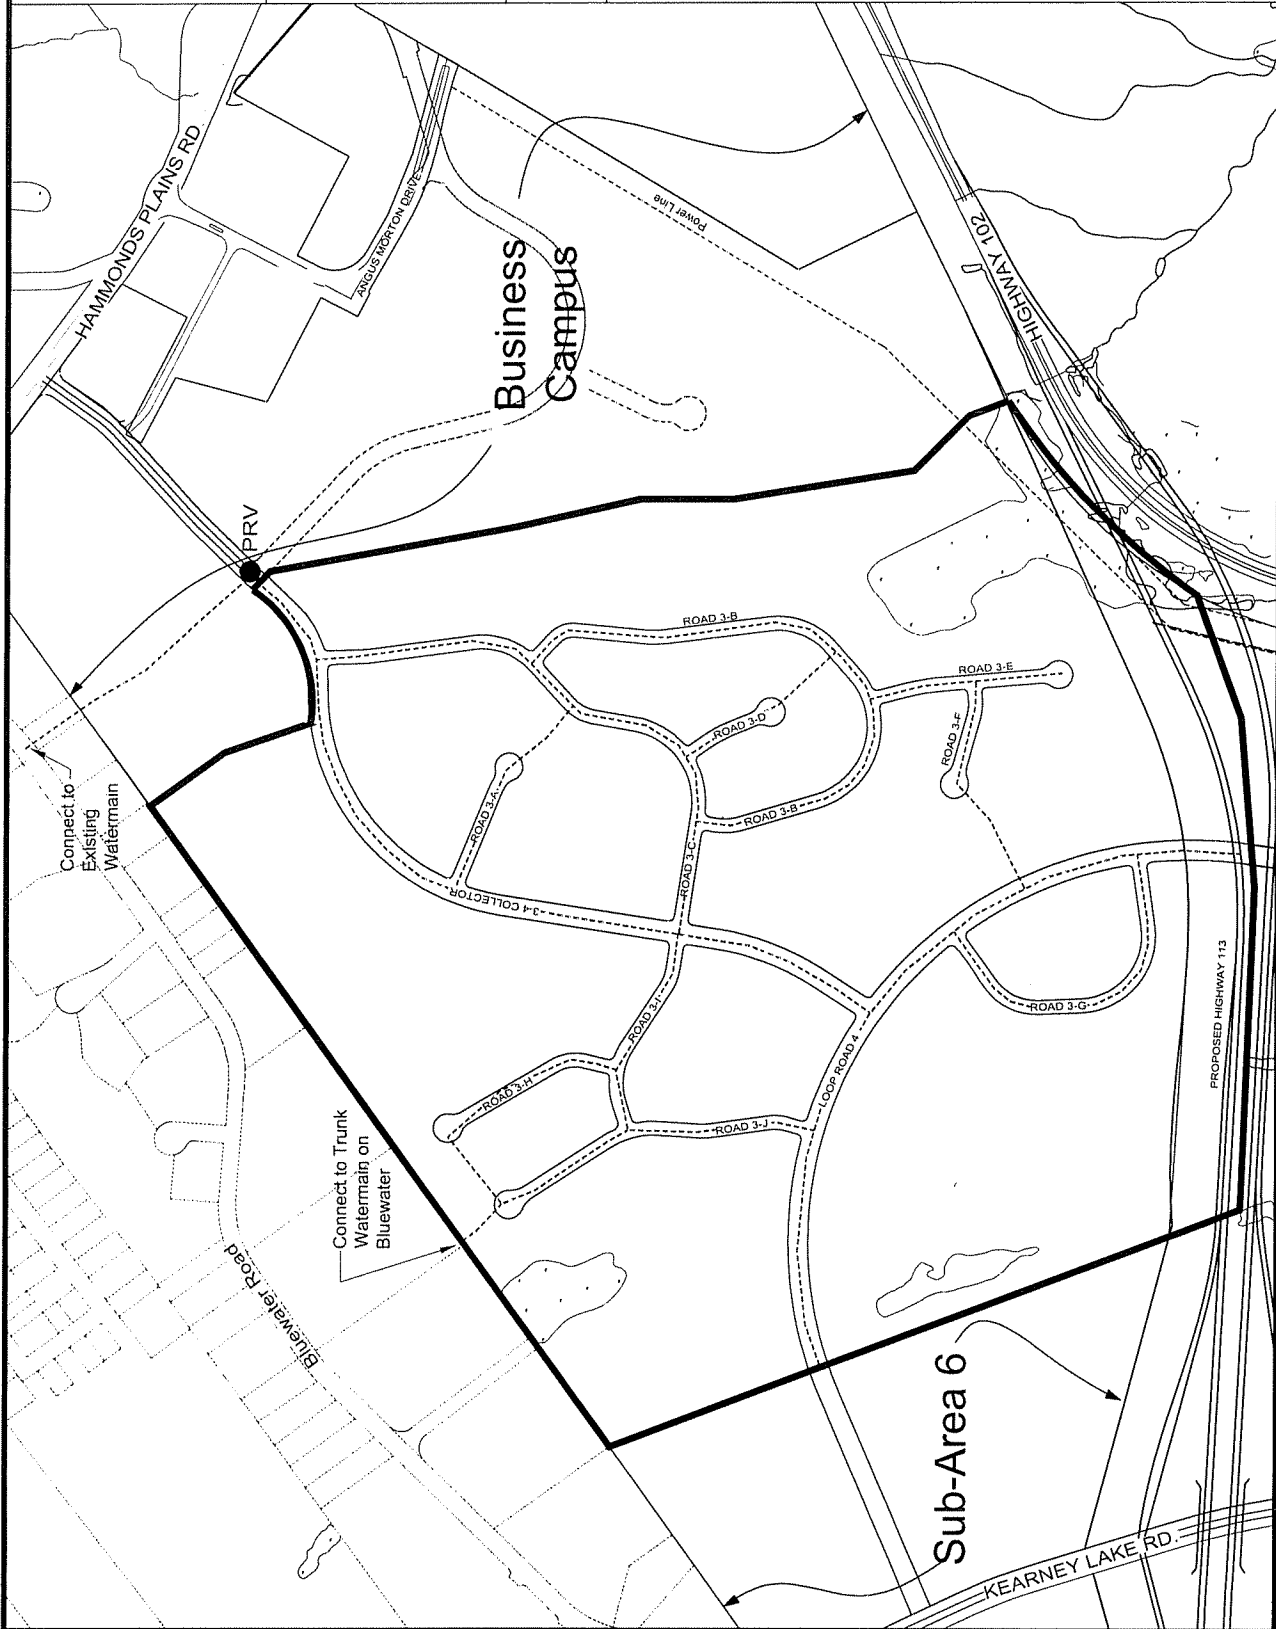 HAMMONDS PLAINS RD
ANGUS MORTON DRIVE
Business
Campus
Power Line
HIGHWAY 102
PRV
Connect to
Existing
Watermain
ROAD 3-B
ROAD 3-E
ROAD 3-D
ROAD 3-F
ROAD 3-A
ROAD 3-B
ROAD 3-C
3-4 COLLECTOR
ROAD 3-I
ROAD 3-G
LOOP ROAD 4
PROPOSED HIGHWAY 113
ROAD 3-H
ROAD 3-J
Connect to Trunk
Watermain on
Bluewater
Bluewater Road
Sub-Area 6
KEARNEY LAKE RD.